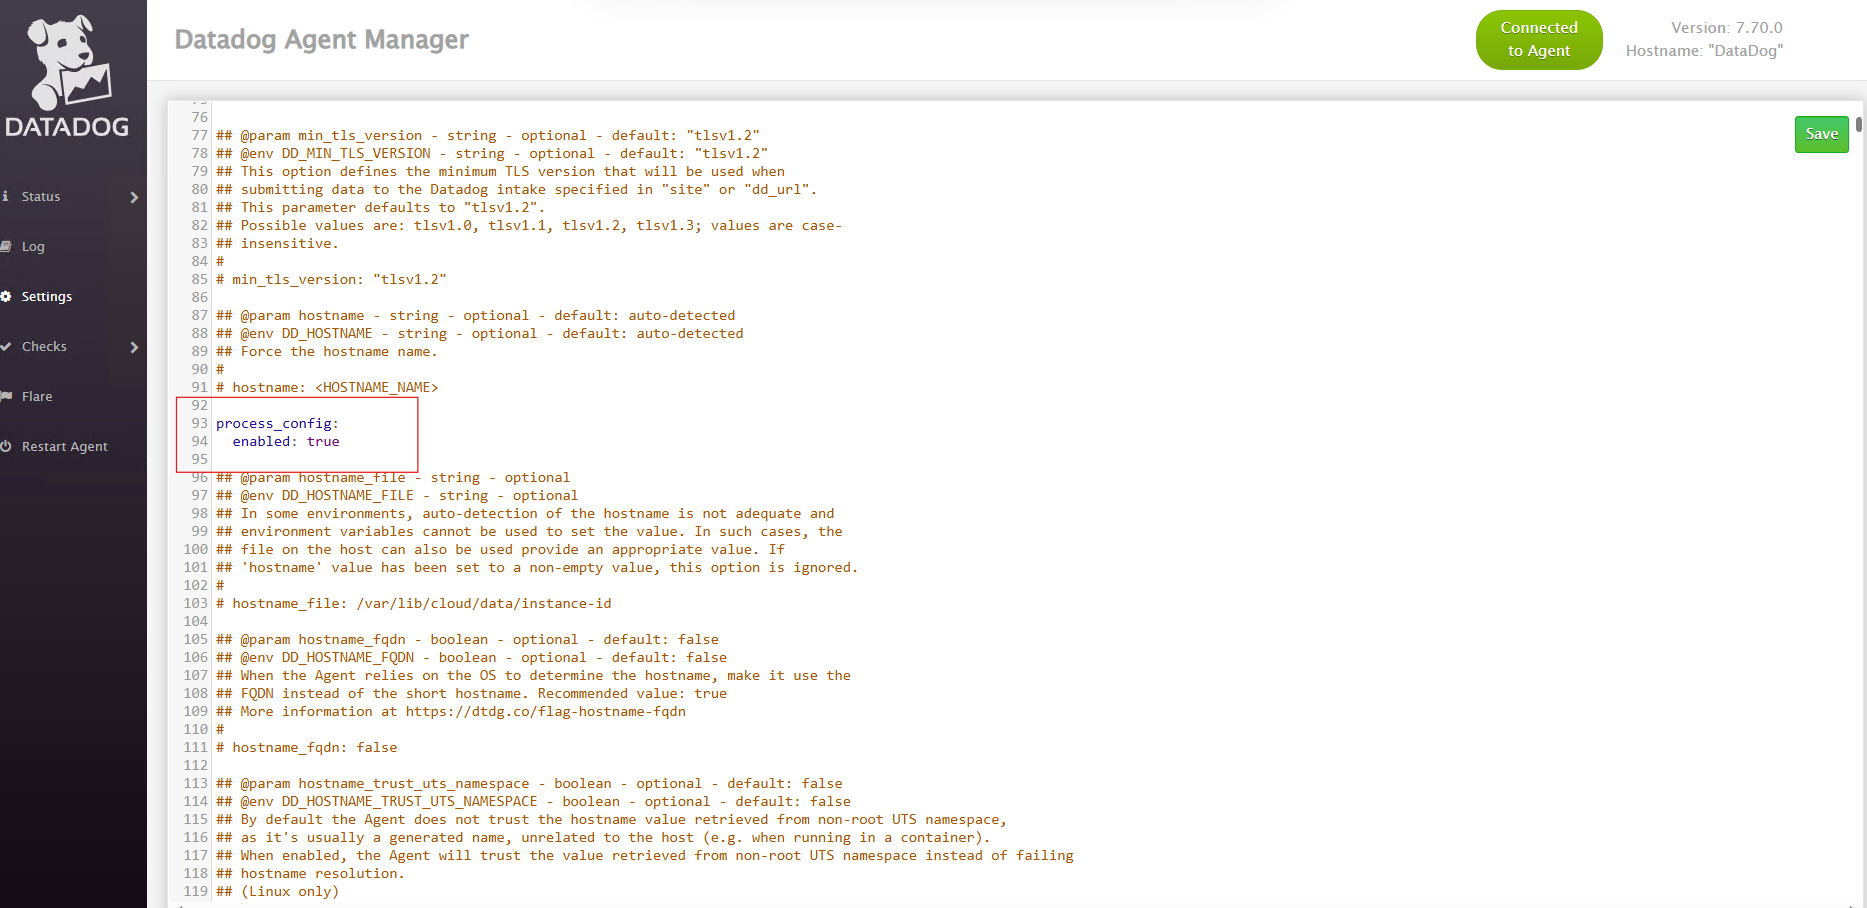 DATADOG
Datadog Agent Manager
Connected
to Agent
Version: 7.70.0
Hostname: "DataDog"
Status
Log
Settings
Checks
Flare
Restart Agent
Save
76
77 ## @param min_tls_version - string - optional - default: "tlsv1.2"
78 ## @env DD_MIN_TLS_VERSION - string - optional - default: "tlsv1.2"
79 ## This option defines the minimum TLS version that will be used when
80 ## submitting data to the Datadog intake specified in "site" or "dd_url".
81 ## This parameter defaults to "tlsv1.2".
82 ## Possible values are: tlsv1.0, tlsv1.1, tlsv1.2, tlsv1.3; values are case-
83 ## insensitive.
84 #
85 # min_tls_version: "tlsv1.2"
86
87 ## @param hostname - string - optional - default: auto-detected
88 ## @env DD_HOSTNAME - string - optional - default: auto-detected
89 ## Force the hostname name.
90 #
91 # hostname: <HOSTNAME_NAME>
92
93 process_config:
94   enabled: true
95
96 ## @param hostname_file - string - optional
97 ## @env DD_HOSTNAME_FILE - string - optional
98 ## In some environments, auto-detection of the hostname is not adequate and
99 ## environment variables cannot be used to set the value. In such cases, the
100 ## file on the host can also be used provide an appropriate value. If
101 ## 'hostname' value has been set to a non-empty value, this option is ignored.
102 #
103 # hostname_file: /var/lib/cloud/data/instance-id
104
105 ## @param hostname_fqdn - boolean - optional - default: false
106 ## @env DD_HOSTNAME_FQDN - boolean - optional - default: false
107 ## When the Agent relies on the OS to determine the hostname, make it use the
108 ## FQDN instead of the short hostname. Recommended value: true
109 ## More information at https://dtdg.co/flag-hostname-fqdn
110 #
111 # hostname_fqdn: false
112
113 ## @param hostname_trust_uts_namespace - boolean - optional - default: false
114 ## @env DD_HOSTNAME_TRUST_UTS_NAMESPACE - boolean - optional - default: false
115 ## By default the Agent does not trust the hostname value retrieved from non-root UTS namespace,
116 ## as it's usually a generated name, unrelated to the host (e.g. when running in a container).
117 ## When enabled, the Agent will trust the value retrieved from non-root UTS namespace instead of failing
118 ## hostname resolution.
119 ## (Linux only)